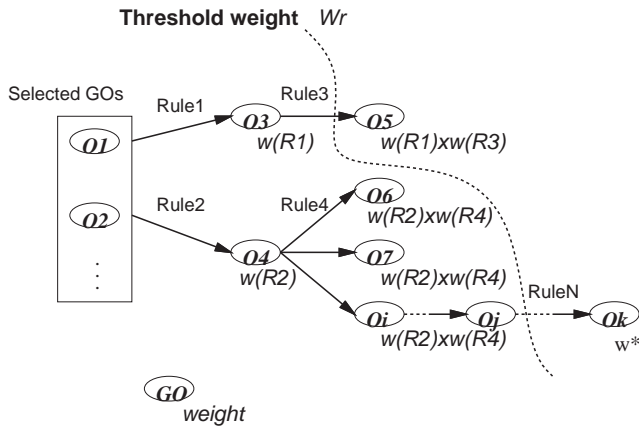 Threshold weight Wr
Selected GOs
Rule1
Rule3
O1
O3
O5
w(R1)
w(R1)xw(R3)
O2
Rule2
Rule4
O6
w(R2)xw(R4)
O4
O7
w(R2)
w(R2)xw(R4)
RuleN
Oi
Oj
Ok
w(R2)xw(R4)
w*
GO
weight